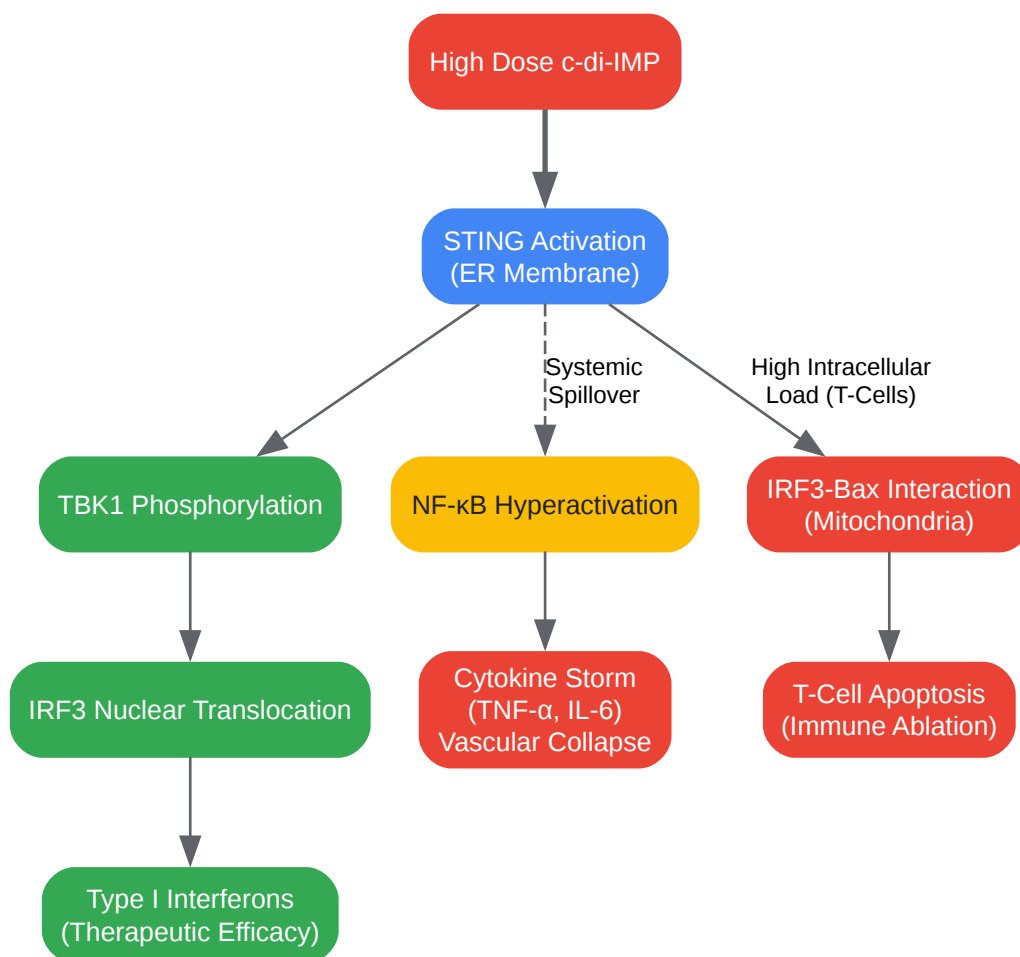 High Dose c-di-IMP
STING Activation
(ER Membrane)
Systemic
Spillover
High Intracellular
Load (T-Cells)
TBK1 Phosphorylation
NF-κB Hyperactivation
IRF3-Bax Interaction
(Mitochondria)
IRF3 Nuclear Translocation
Cytokine Storm
(TNF-α, IL-6)
Vascular Collapse
T-Cell Apoptosis
(Immune Ablation)
Type I Interferons
(Therapeutic Efficacy)